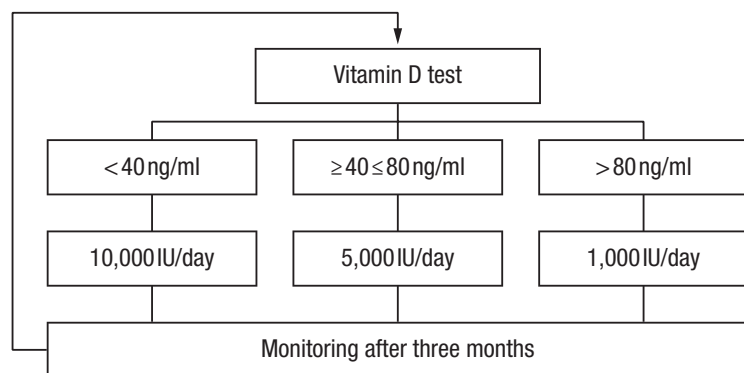 Vitamin D test
<40 ng/ml
≥40≤80 ng/ml
>80 ng/ml
10,000 IU/day
5,000 IU/day
1,000 IU/day
Monitoring after three months